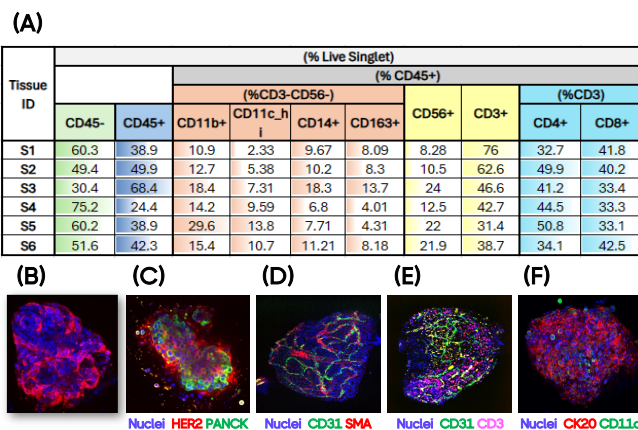 (A)
(% Live Singlet)
(% CD45+)
Tissue ID
(%CD3-CD56-)
(%CD3)
CD45- CD45+ CD11b+ CD11c_hi CD14+ CD163+ CD56+ CD3+ CD4+ CD8+
S1 60.3 38.9 10.9 2.33 9.67 8.09 8.28 76 32.7 41.8
S2 49.4 49.9 12.7 5.38 10.2 8.3 10.5 62.6 49.9 40.2
S3 30.4 68.4 18.4 7.31 18.3 13.7 24 46.6 41.2 33.4
S4 75.2 24.4 14.2 9.59 6.8 4.01 12.5 42.7 44.5 33.3
S5 60.2 38.9 29.6 13.8 7.71 4.31 22 31.4 50.8 33.1
S6 51.6 42.3 15.4 10.7 11.21 8.18 21.9 38.7 34.1 42.5
(B) (C) (D) (E) (F)
Nuclei HER2 PANCK Nuclei CD31 SMA Nuclei CD31 CD3 Nuclei CK20 CD11c